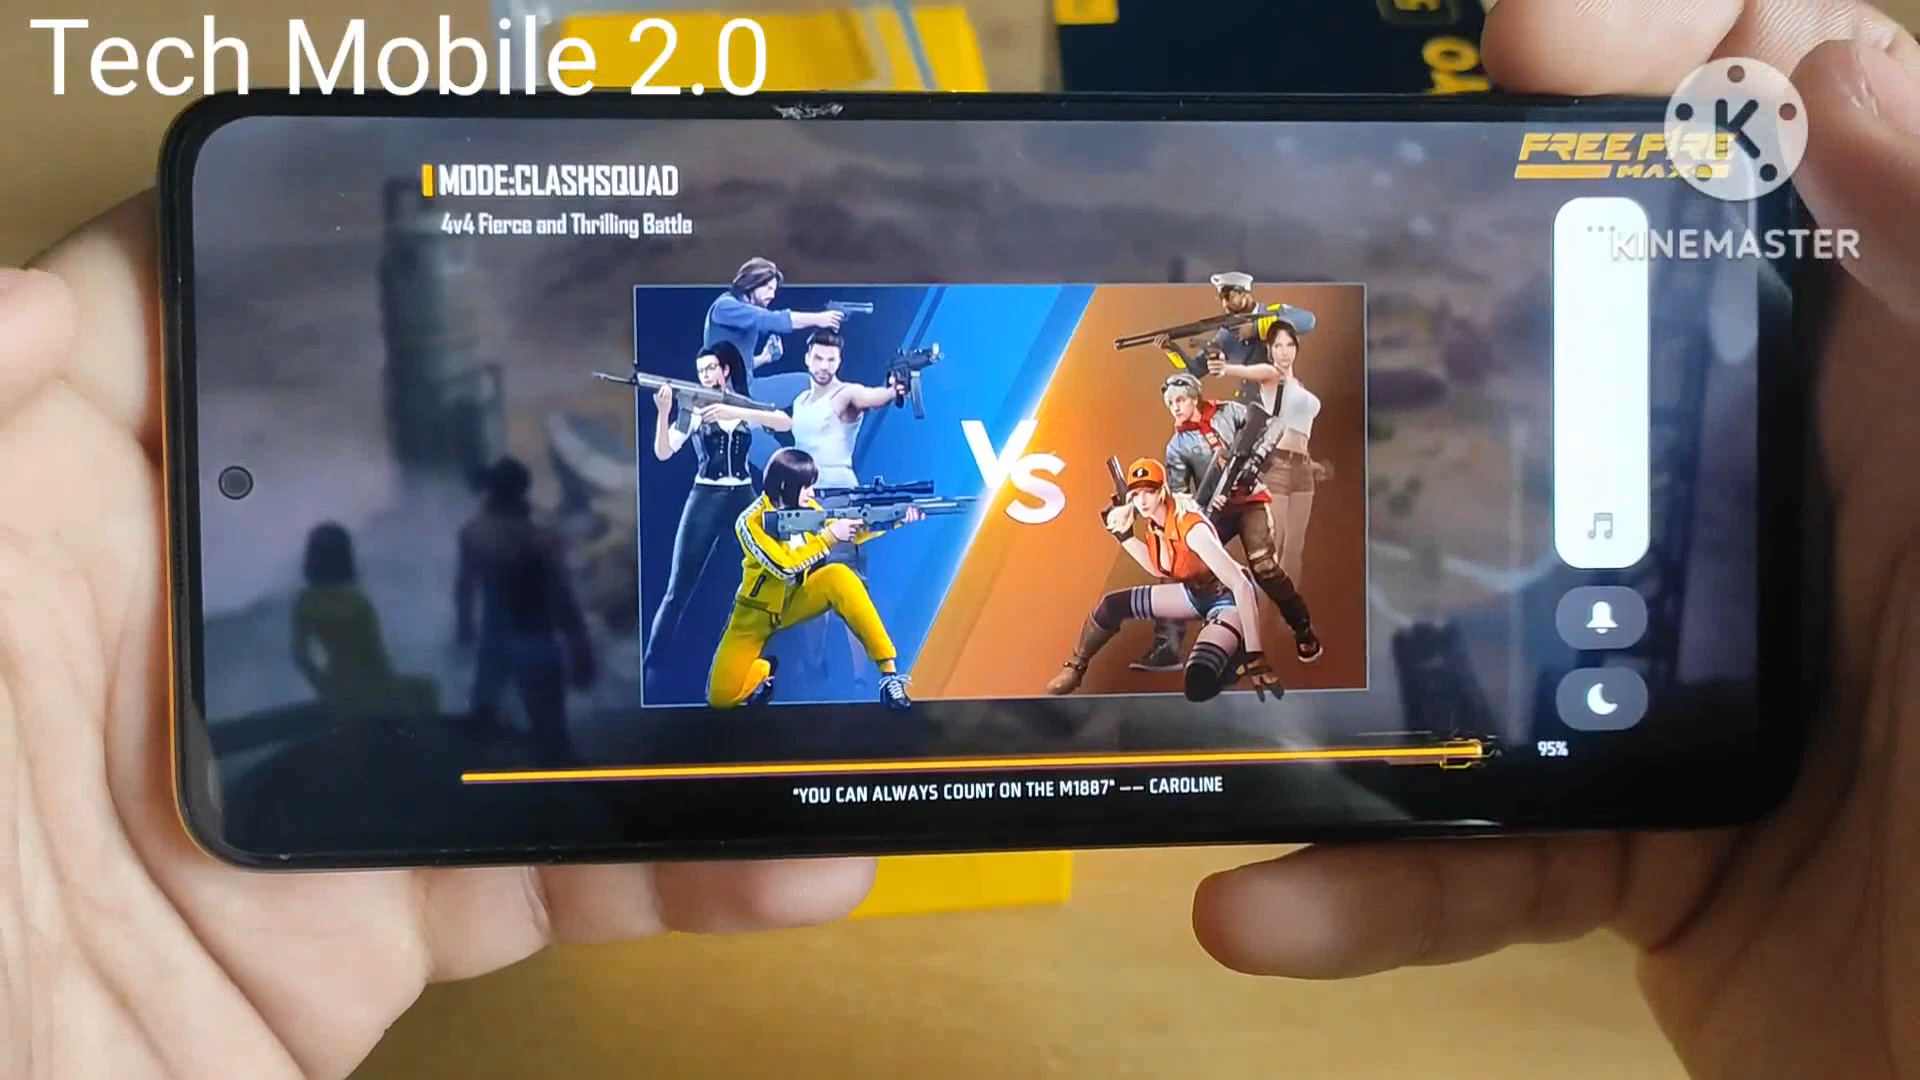 Tech Mobile 2.0
MODE:CLASHSQUAD
4v4 Fierce and Thrilling Battle
FREE FIRE
MAX
K
KINEMASTER
VS
95%
"YOU CAN ALWAYS COUNT ON THE M1887" —— CAROLINE